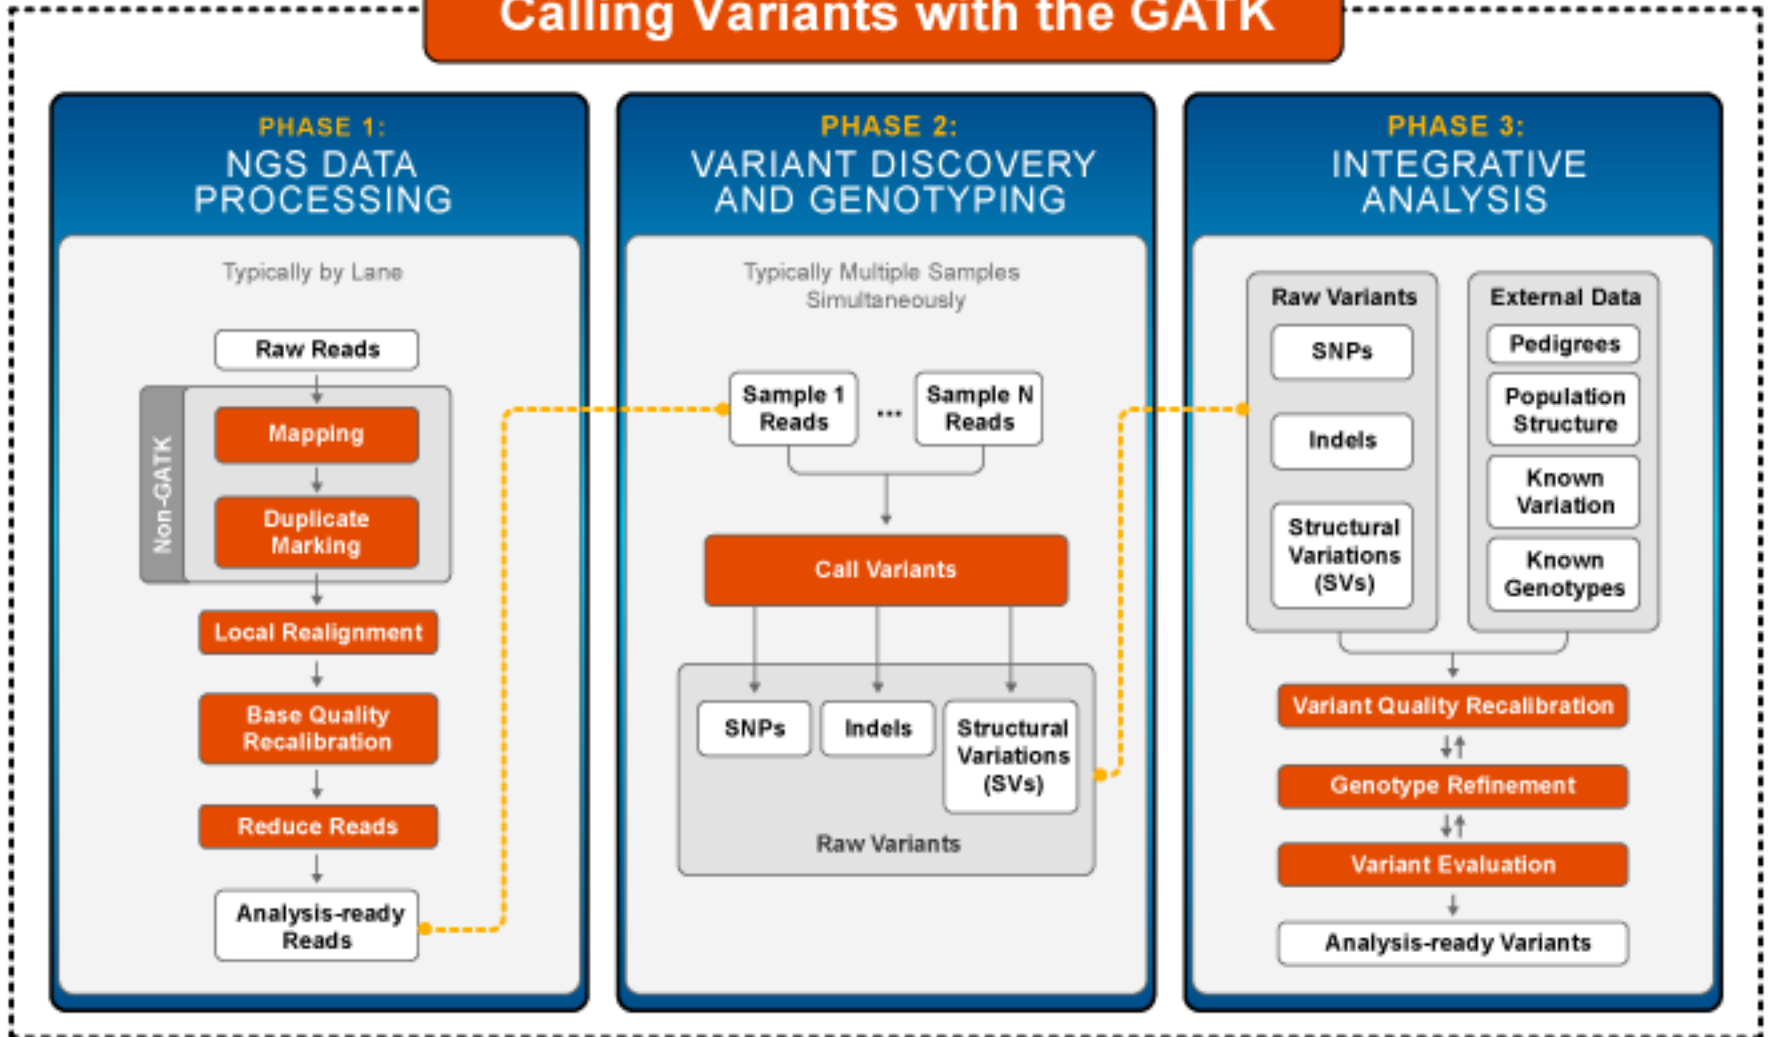 Calling Variants with the GATK
PHASE 1:
NGS DATA
PROCESSING
Typically by Lane
Raw Reads
Non-GATK
Mapping
Duplicate
Marking
Local Realignment
Base Quality
Recalibration
Reduce Reads
Analysis-ready
Reads
PHASE 2:
VARIANT DISCOVERY
AND GENOTYPING
Typically Multiple Samples
Simultaneously
Sample 1
Reads
...
Sample N
Reads
Call Variants
SNPs
Indels
Structural
Variations
(SVs)
Raw Variants
PHASE 3:
INTEGRATIVE
ANALYSIS
Raw Variants
SNPs
Indels
Structural
Variations
(SVs)
External Data
Pedigrees
Population
Structure
Known
Variation
Known
Genotypes
Variant Quality Recalibration
Genotype Refinement
Variant Evaluation
Analysis-ready Variants